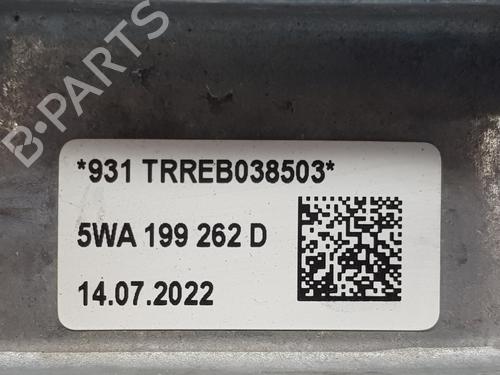 B-PARTS
*931 TRREB038503*
5WA 199 262 D
14.07.2022